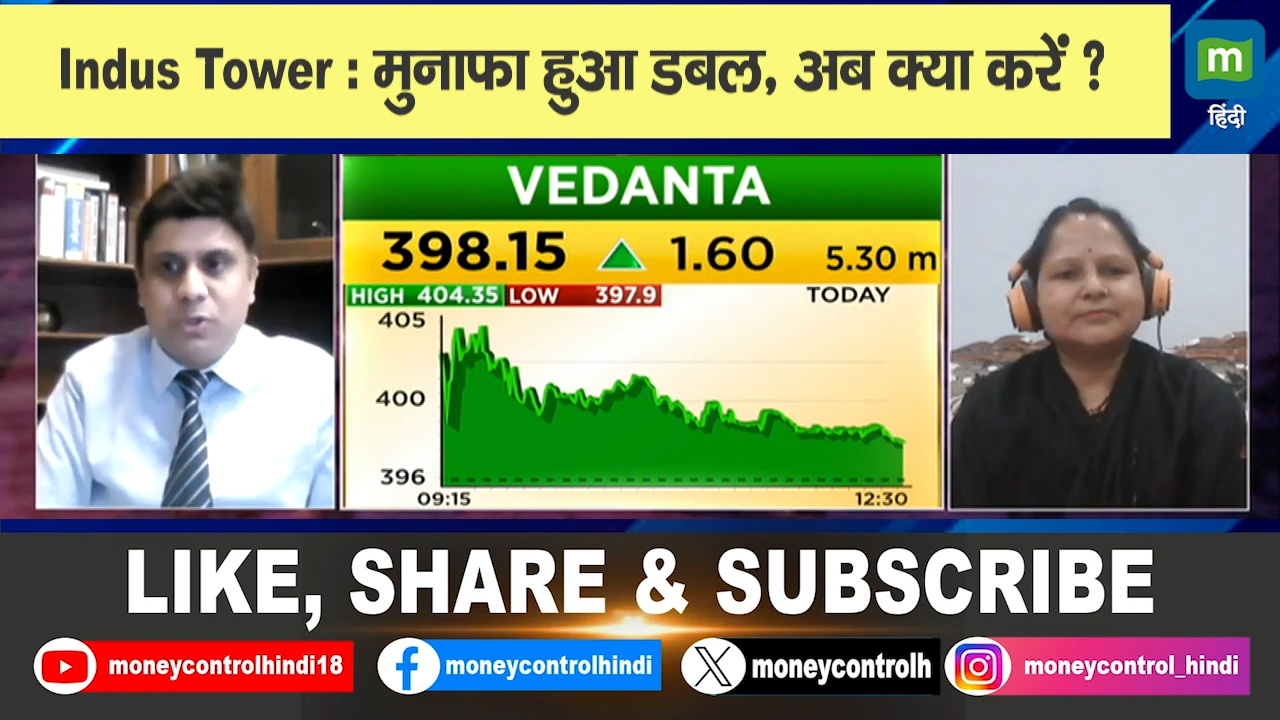 Indus Tower : मुनाफा हुआ डबल, अब क्या करें ?
m
हिंदी
VEDANTA
398.15 1.60 5.30 m
HIGH 404.35 LOW 397.9 TODAY
405
400
396
09:15 12:30
LIKE, SHARE & SUBSCRIBE
moneycontrolhindi18 moneycontrolhindi moneycontrolh moneycontrol_hindi